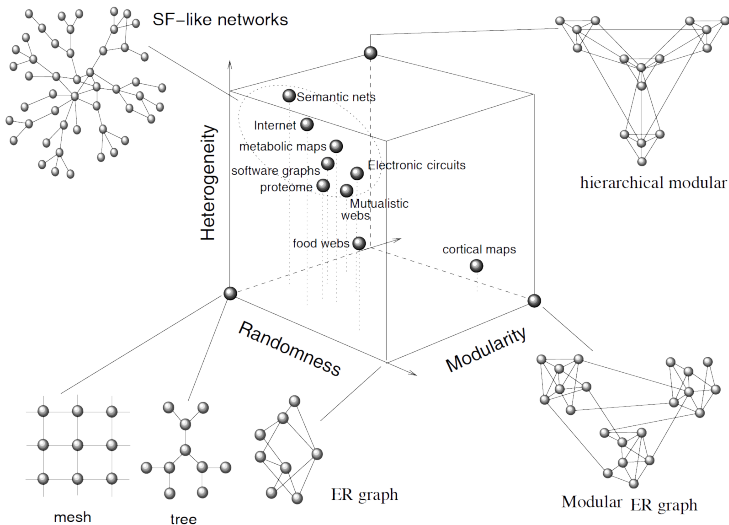 SF-like networks
Semantic nets
Internet
metabolic maps
software graphs
Electronic circuits
proteome
Mutualistic
webs
food webs
cortical maps
hierarchical modular
Heterogeneity
Randomness
Modularity
mesh
tree
ER graph
Modular ER graph